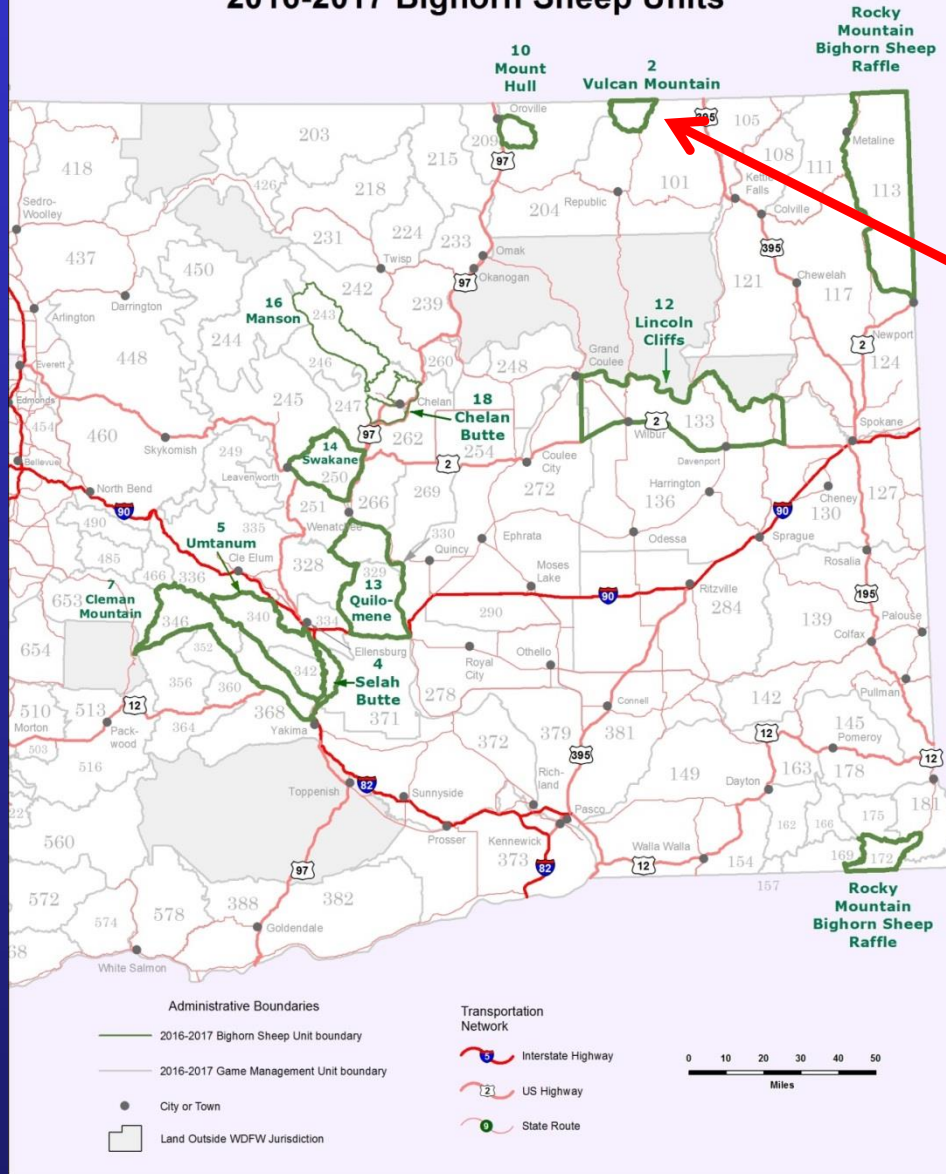 2016-2017 Bighorn Sheep Units
Rocky
Mountain
Bighorn Sheep
Raffle
10
Mount
Hull
2
Vulcan Mountain
Oroville
395
105
203
209
97
Metaline
418
215
108
111
426
218
Kettle
Falls
101
113
Sedro-
Woolley
204
Republic
Colville
231
224
233
Omak
437
Twisp
395
450
Okanogan
97
242
121
Chewelah
16
Manson
239
117
Darrington
243
12
Lincoln
Cliffs
Arlington
244
Newport
448
2
246
260
248
Grand
Coulee
124
Everett
245
247
Chelan
18
Chelan
Butte
133
Edmonds
97
2
Spokane
454
460
262
Wilbur
14
Swakane
254
Skykomish
249
2
Coulee
City
Davenport
Bellevue
Leavenworth
250
272
Harrington
127
North Bend
269
136
Cheney
251
266
130
90
90
490
335
Wenatchee
330
Odessa
5
Umtanum
Ephrata
Sprague
Quincy
485
Cle Elum
328
Rosalia
329
466
336
Moses
Lake
7
Cleman
Mountain
13
Quilo-
mene
Ritzville
653
90
195
340
284
346
334
290
139
Palouse
Ellensburg
Colfax
654
352
Othello
4
Selah
Butte
Royal
City
342
356
360
Pullman
278
142
510
513
12
Connell
Morton
Pack-
wood
368
371
145
364
Yakima
379
381
12
Pomeroy
503
372
395
516
163
178
12
149
82
Rich-
land
Dayton
Toppenish
Sunnyside
181
22
Pasco
175
162
166
560
Prosser
Kennewick
Walla Walla
97
373
82
12
154
169
172
157
572
574
578
388
382
Rocky
Mountain
Bighorn Sheep
Raffle
Goldendale
68
White Salmon
Administrative Boundaries
2016-2017 Bighorn Sheep Unit boundary
2016-2017 Game Management Unit boundary
City or Town
Land Outside WDFW Jurisdiction
Transportation
Network
5
Interstate Highway
2
US Highway
9
State Route
0 10 20 30 40 50
Miles